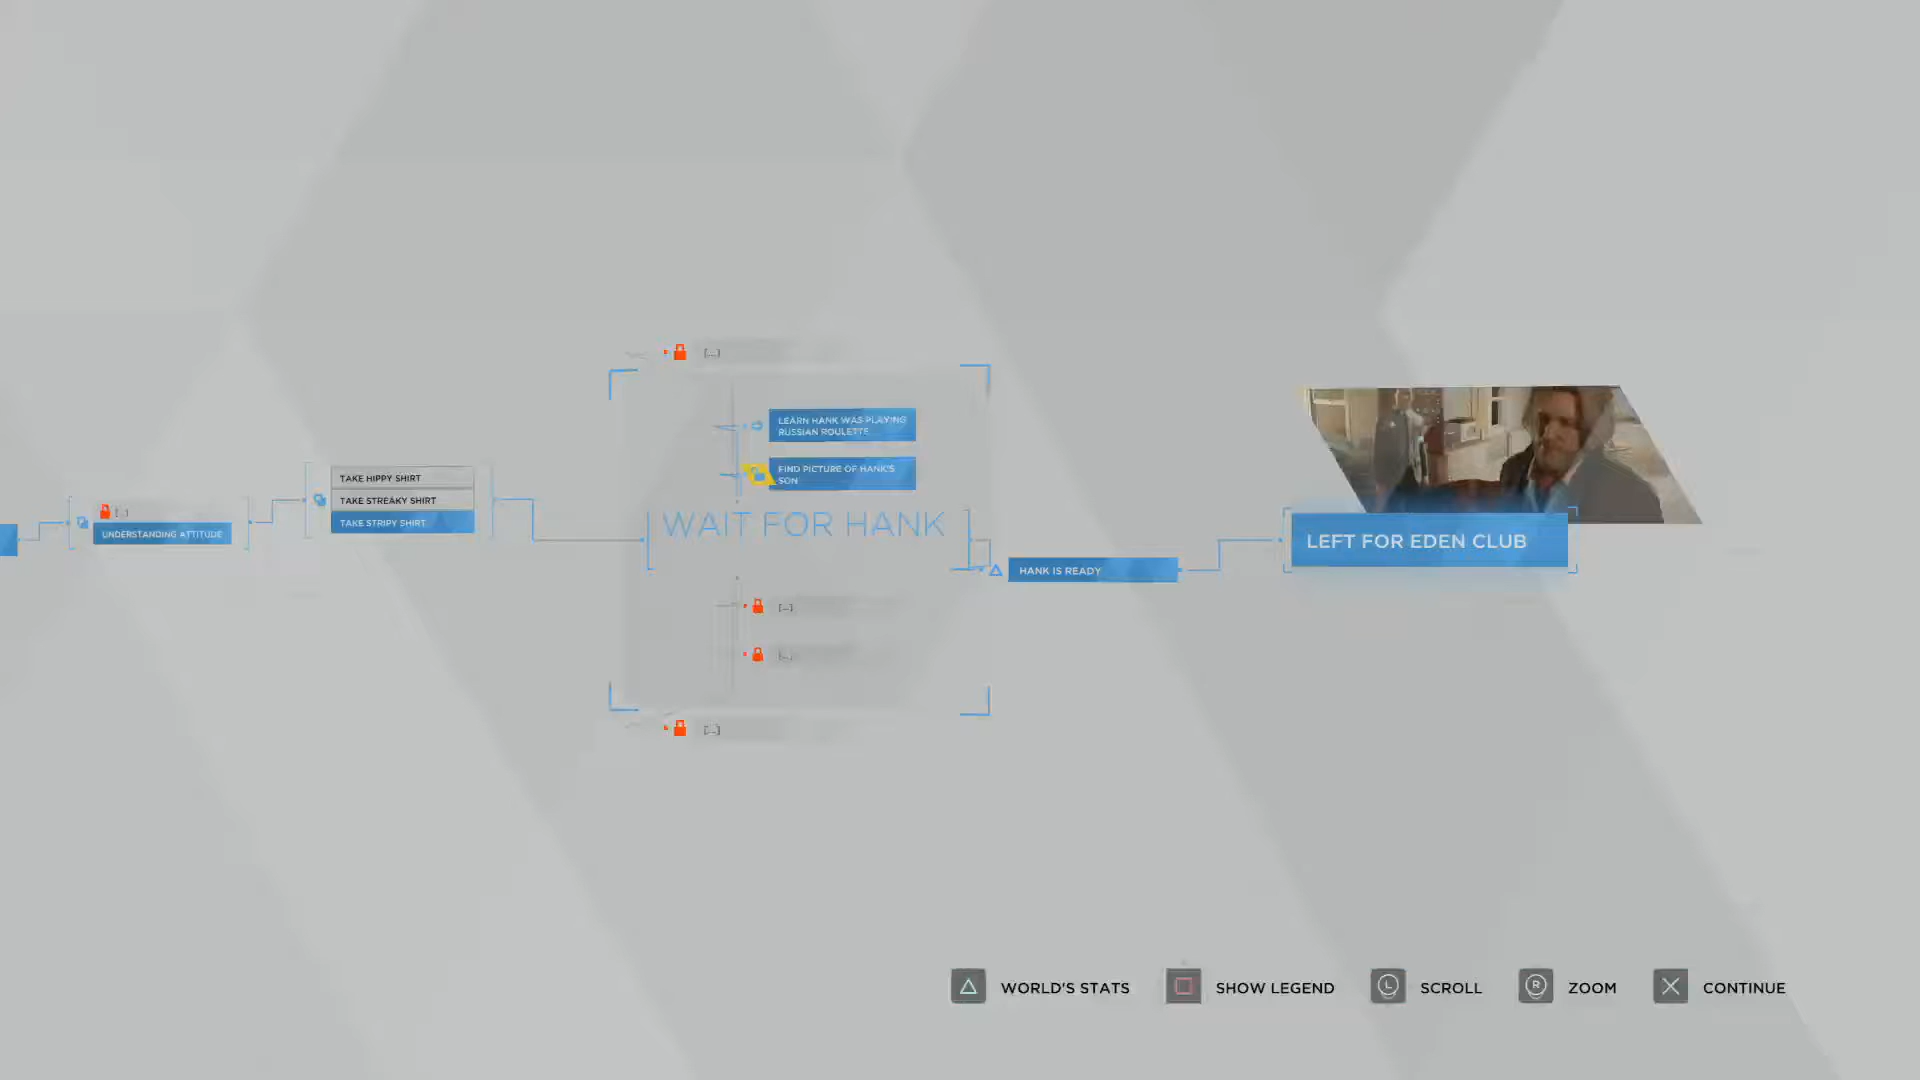 [...]
LEARN HANK WAS PLAYING
RUSSIAN ROULETTE
FIND PICTURE OF HANK'S
SON
TAKE HIPPY SHIRT
TAKE STREAKY SHIRT
TAKE STRIPY SHIRT
[...]
UNDERSTANDING ATTITUDE
WAIT FOR HANK
HANK IS READY
LEFT FOR EDEN CLUB
[...]
[...]
[...]
WORLD'S STATS
SHOW LEGEND
L
SCROLL
R
ZOOM
CONTINUE